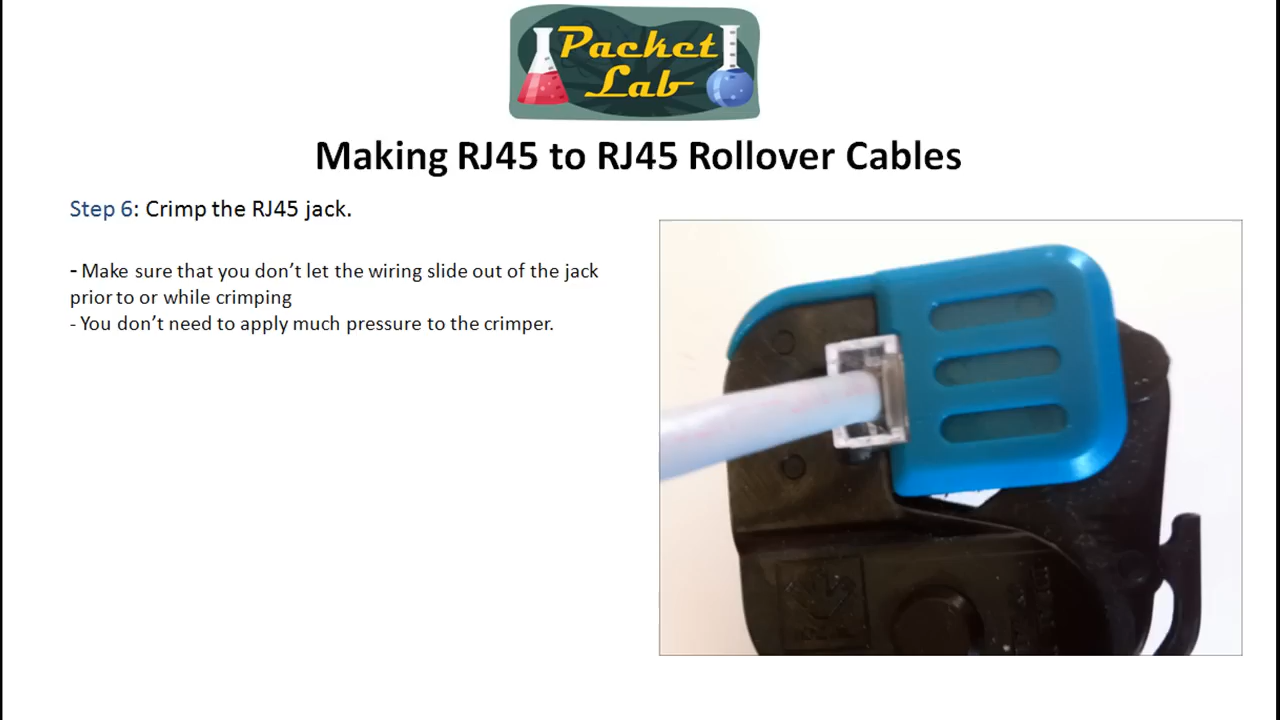 Packet
Lab
Making RJ45 to RJ45 Rollover Cables
Step 6: Crimp the RJ45 jack.
- Make sure that you don’t let the wiring slide out of the jack
prior to or while crimping
- You don’t need to apply much pressure to the crimper.